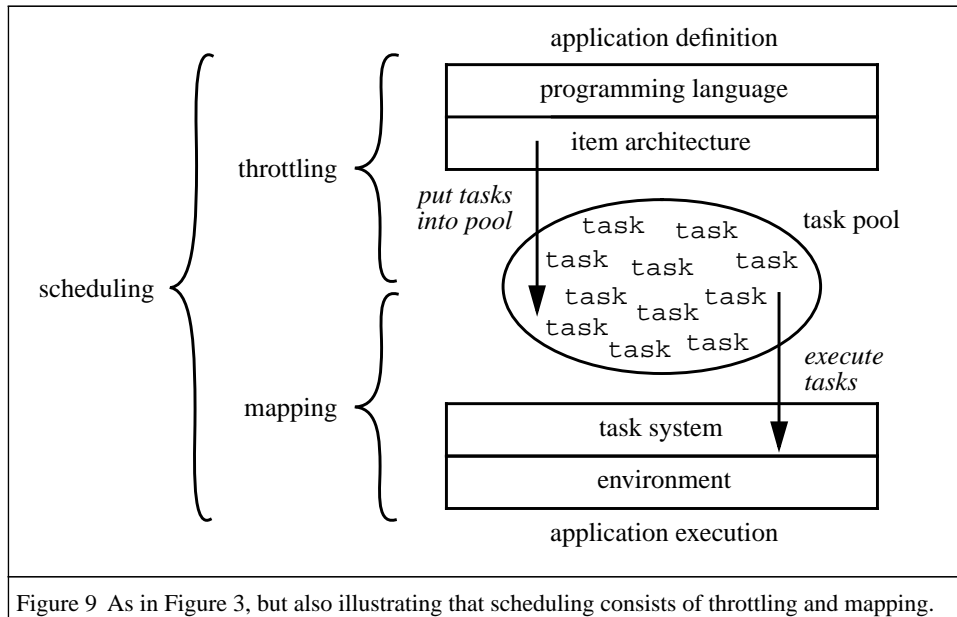 application definition
programming language
item architecture
throttling
put tasks
into pool
task pool
task task
task task task
scheduling
task task
task task
task task
execute
tasks
mapping
task system
environment
application execution
Figure 9 As in Figure 3, but also illustrating that scheduling consists of throttling and mapping.